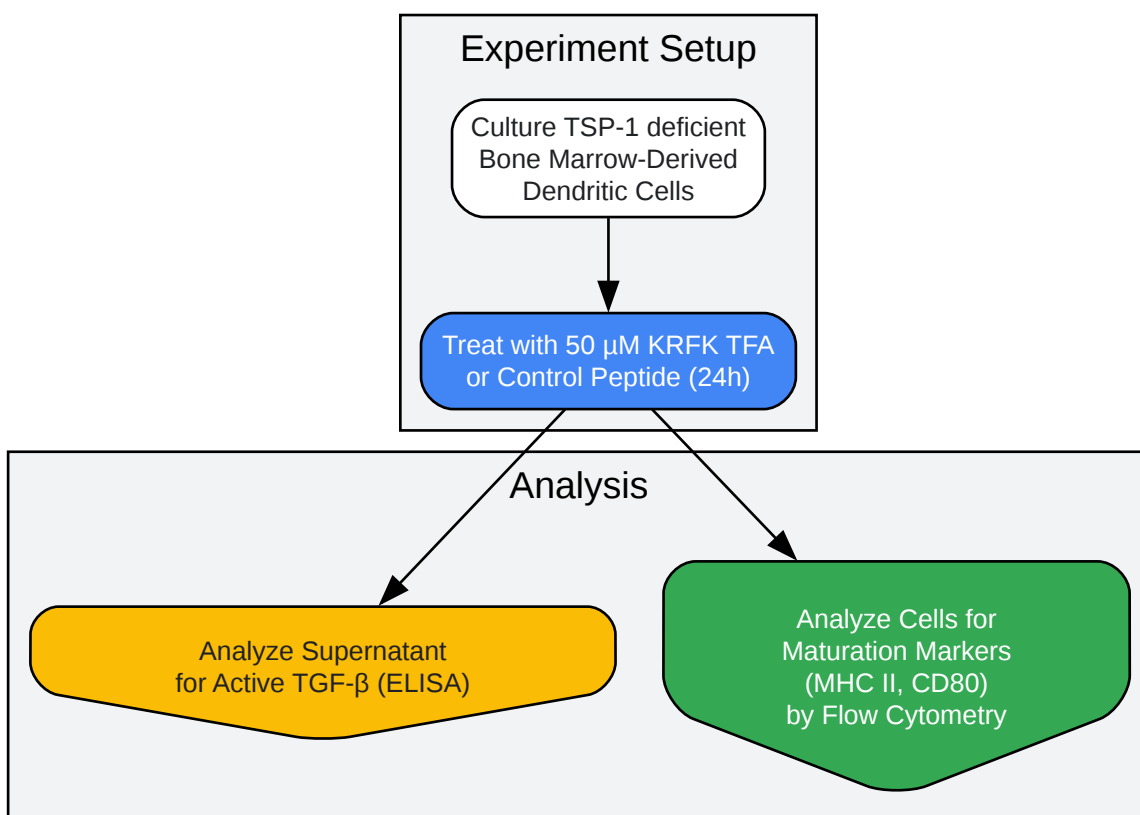 Experiment Setup
Culture TSP-1 deficient
Bone Marrow-Derived
Dendritic Cells
Treat with 50 µM KRFK TFA
or Control Peptide (24h)
Analysis
Analyze Supernatant
for Active TGF-β (ELISA)
Analyze Cells for
Maturation Markers
(MHC II, CD80)
by Flow Cytometry